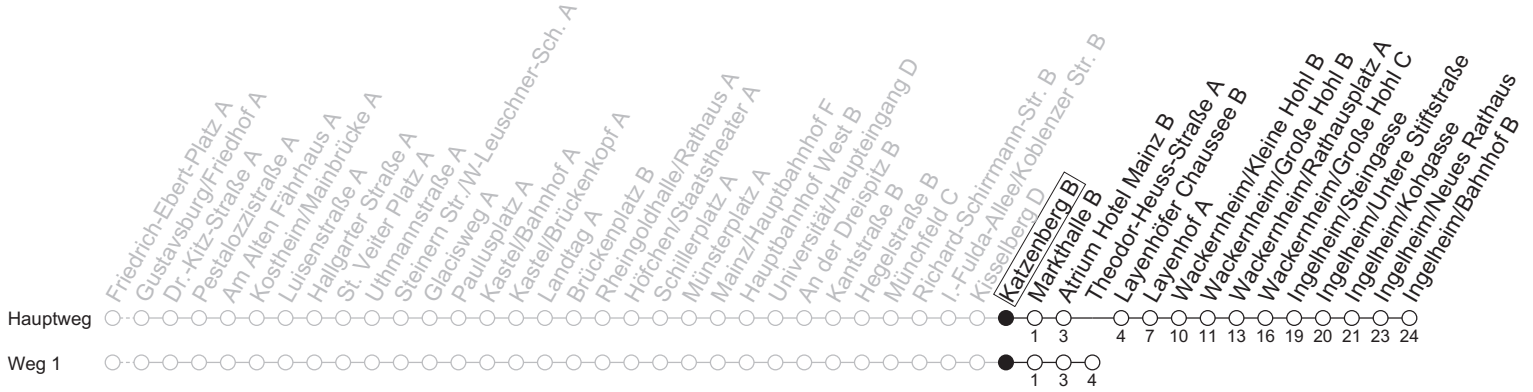 Friedrich-Ebert-Platz A
Gustavsburg/Friedhof A
Dr.-Kitz-Straße A
Pestalozzistraße A
Am Alten Fährhaus A
Kostheim/Mainbrücke A
Luisenstraße A
Hallgarter Straße A
St. Veiter Platz A
Uthmannstraße A
Steinern Str./W-Leuschner-Sch. A
Glacisweg A
Paulusplatz A
Kastel/Bahnhof A
Kastel/Brückenkopf A
Landtag A
Brückenplatz B
Rheingoldhalle/Rathaus A
Höfchen/Staatstheater A
Schillerplatz A
Münsterplatz A
Mainz/Hauptbahnhof F
Hauptbahnhof West B
Universität/Haupteingang D
An der Dreispitz B
Kantstraße B
Hegelstraße B
Münchfeld C
Richard-Schirrmann-Str. B
I.-Fulda-Allee/Koblenzer Str. B
Kisselberg D
Katzenberg B
Markthalle B
Atrium Hotel Mainz B
Theodor-Heuss-Straße A
Layenhöfer Chaussee B
Layenhof A
Wackernheim/Kleine Hohl B
Wackernheim/Große Hohl B
Wackernheim/Rathausplatz A
Wackernheim/Große Hohl C
Ingelheim/Steingasse
Ingelheim/Untere Stiftstraße
Ingelheim/Kohgasse
Ingelheim/Neues Rathaus
Ingelheim/Bahnhof B
Hauptweg
1 3 4 7 10 11 13 16 19 20 21 23 24
Weg 1
1 3 4